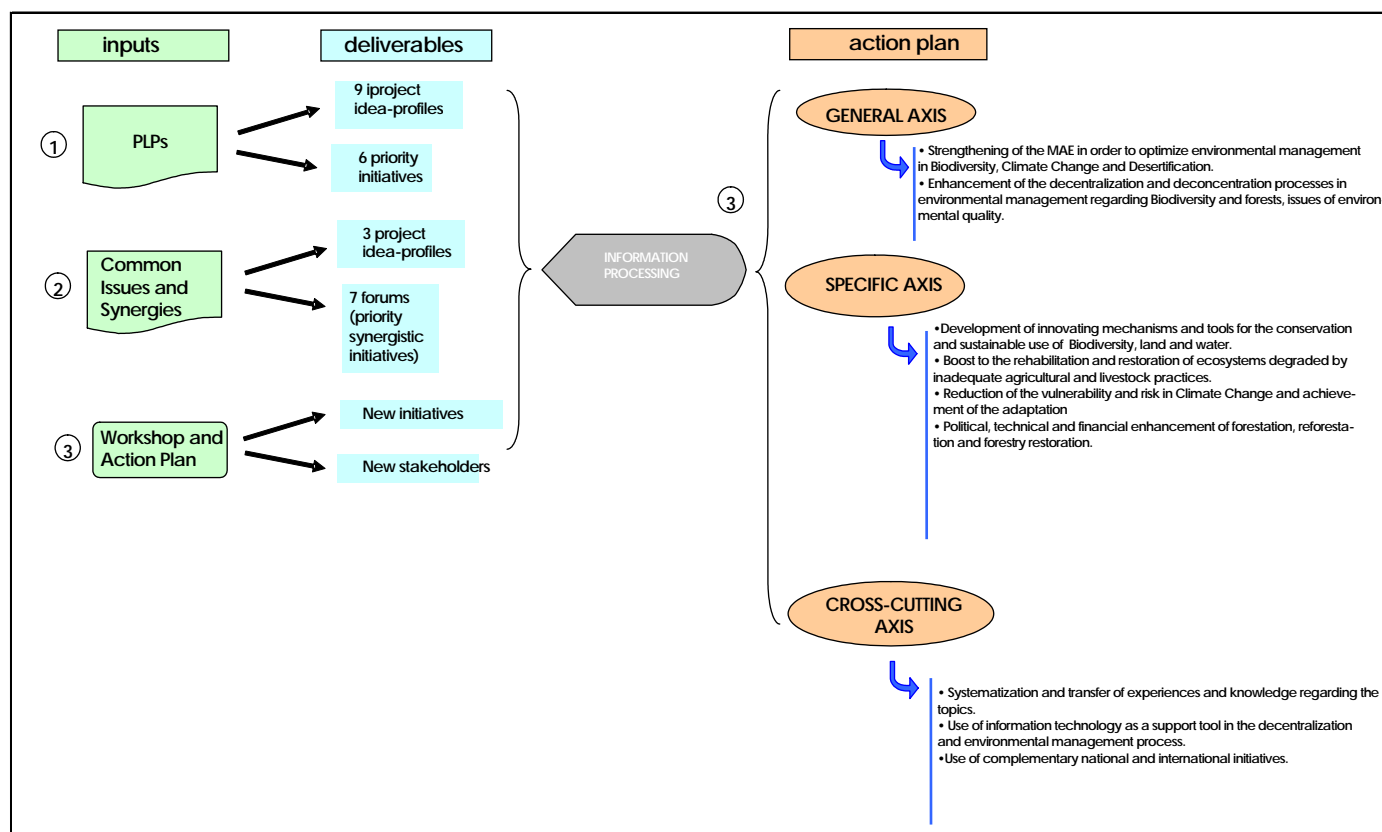 inputs
deliverables
action plan
1
PLPs
9 iproject
idea-profiles
6 priority
initiatives
2
Common
Issues and
Synergies
3 project
idea-profiles
7 forums
(priority
synergistic
initiatives)
3
Workshop and
Action Plan
New initiatives
New stakeholders
INFORMATION
PROCESSING
3
GENERAL AXIS
• Strengthening of the MAE in order to optimize environmental management
in Biodiversity, Climate Change and Desertification.
• Enhancement of the decentralization and deconcentration processes in
environmental management regarding Biodiversity and forests, issues of environ
mental quality.
SPECIFIC AXIS
•Development of innovating mechanisms and tools for the conservation
and sustainable use of Biodiversity, land and water.
• Boost to the rehabilitation and restoration of ecosystems degraded by
inadequate agricultural and livestock practices.
• Reduction of the vulnerability and risk in Climate Change and achieve-
ment of the adaptation
• Political, technical and financial enhancement of forestation, reforesta-
tion and forestry restoration.
CROSS-CUTTING
AXIS
• Systematization and transfer of experiences and knowledge regarding the
topics.
• Use of information technology as a support tool in the decentralization
and environmental management process.
•Use of complementary national and international initiatives.